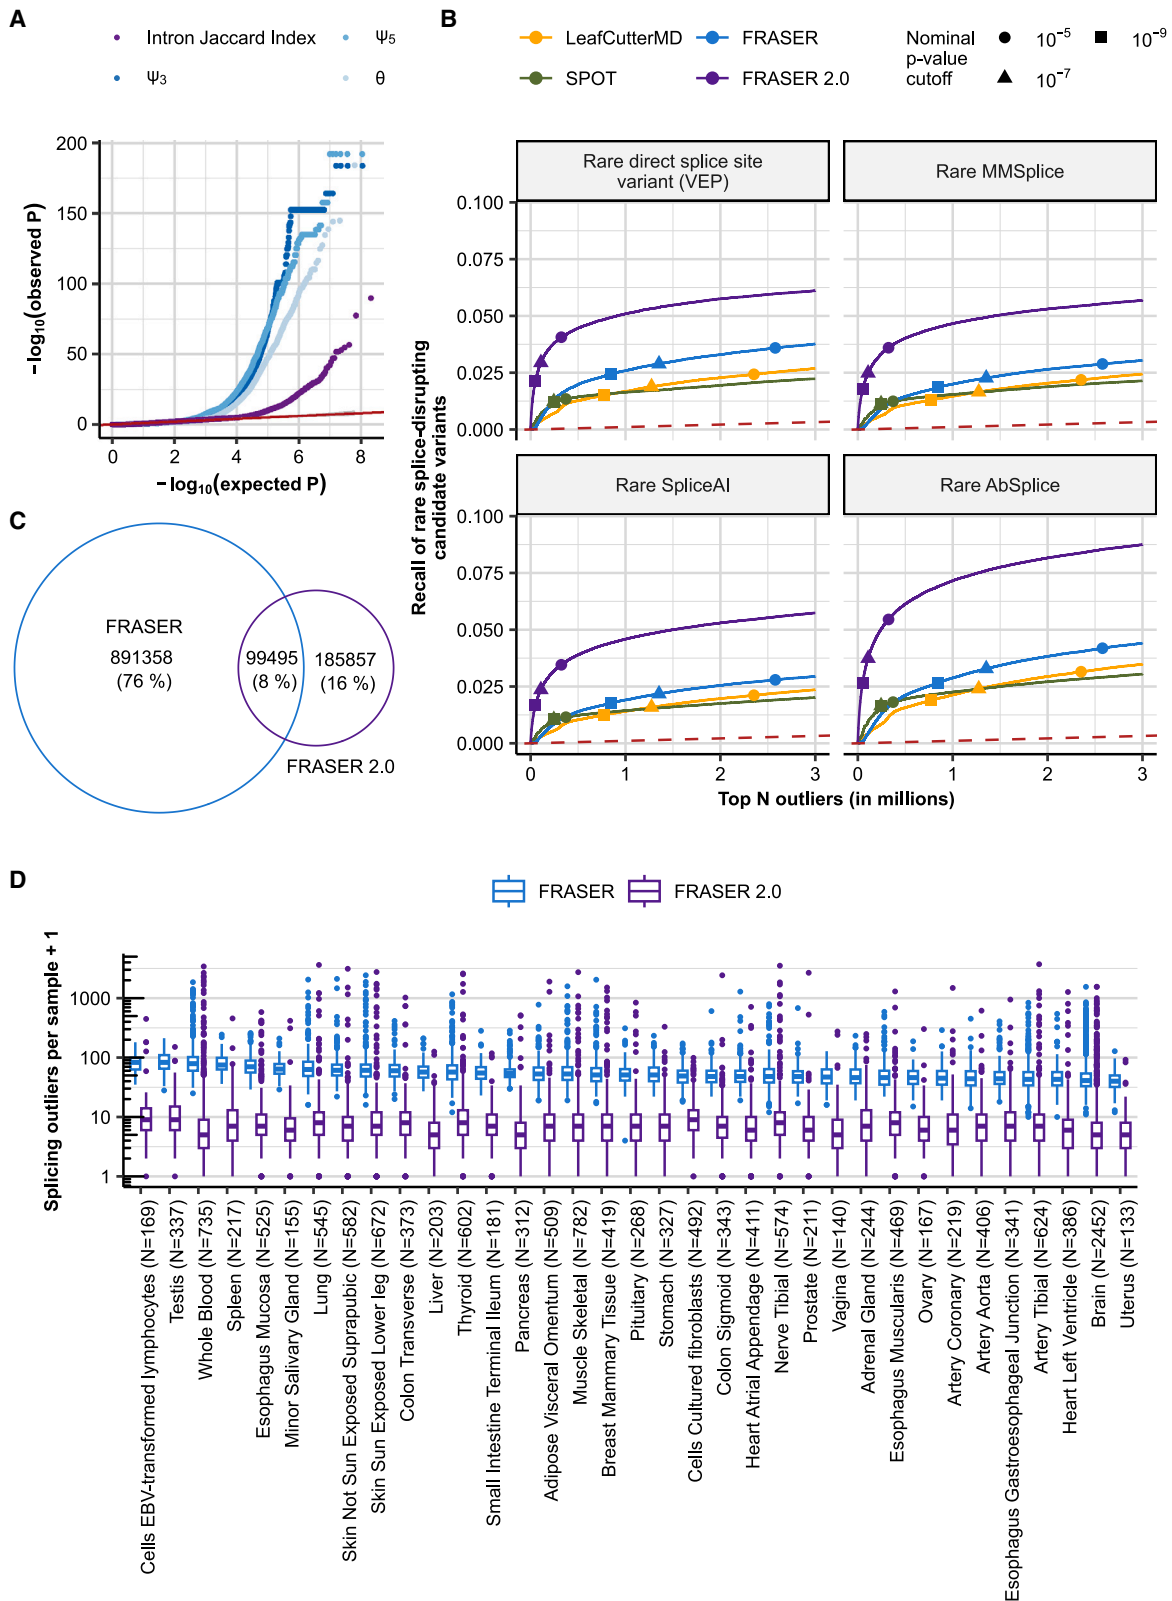 A
Intron Jaccard Index
ψ5
ψ3
θ
200
150
100
50
0
0 2 4 6 8
−log10(observed P)
−log10(expected P)
B
LeafCutterMD
FRASER
SPOT
FRASER 2.0
Nominal
p-value
cutoff
10-5
10-9
10-7
Rare direct splice site
variant (VEP)
Rare MMSplice
0.100
0.075
0.050
0.025
0.000
Rare SpliceAI
Rare AbSplice
0.100
0.075
0.050
0.025
0.000
0 1 2 3
0 1 2 3
Recall of rare splice-disrupting
candidate variants
Top N outliers (in millions)
C
FRASER
891358
(76 %)
99495
(8 %)
185857
(16 %)
FRASER 2.0
D
FRASER
FRASER 2.0
Splicing outliers per sample + 1
1000
100
10
1
Cells EBV-transformed lymphocytes (N=169)
Testis (N=337)
Whole Blood (N=735)
Spleen (N=217)
Esophagus Mucosa (N=525)
Minor Salivary Gland (N=155)
Lung (N=545)
Skin Not Sun Exposed Suprapubic (N=582)
Skin Sun Exposed Lower leg (N=672)
Colon Transverse (N=373)
Liver (N=203)
Thyroid (N=602)
Small Intestine Terminal Ileum (N=181)
Pancreas (N=312)
Adipose Visceral Omentum (N=509)
Muscle Skeletal (N=782)
Breast Mammary Tissue (N=419)
Pituitary (N=268)
Stomach (N=327)
Cells Cultured fibroblasts (N=492)
Colon Sigmoid (N=343)
Heart Atrial Appendage (N=411)
Nerve Tibial (N=574)
Prostate (N=211)
Vagina (N=140)
Adrenal Gland (N=244)
Esophagus Muscularis (N=469)
Ovary (N=167)
Artery Coronary (N=219)
Artery Aorta (N=406)
Esophagus Gastroesophageal Junction (N=341)
Artery Tibial (N=624)
Heart Left Ventricle (N=386)
Brain (N=2452)
Uterus (N=133)